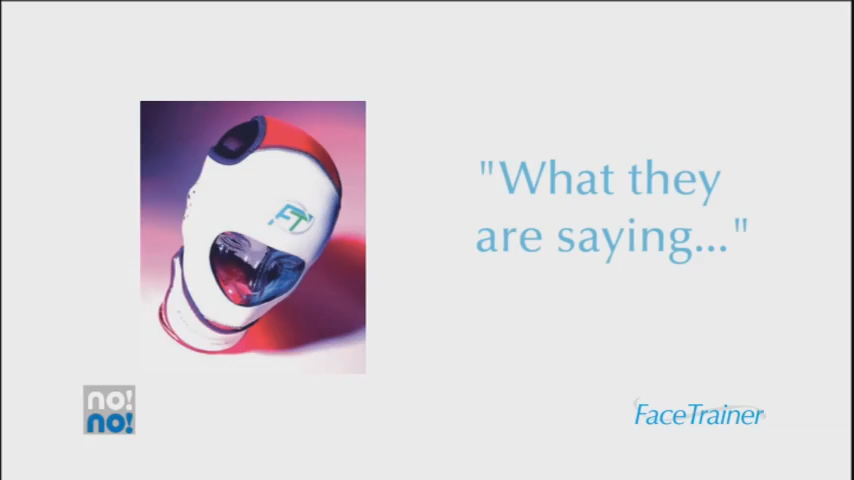 "What they
are saying..."
FT
no!
no!
FaceTrainer